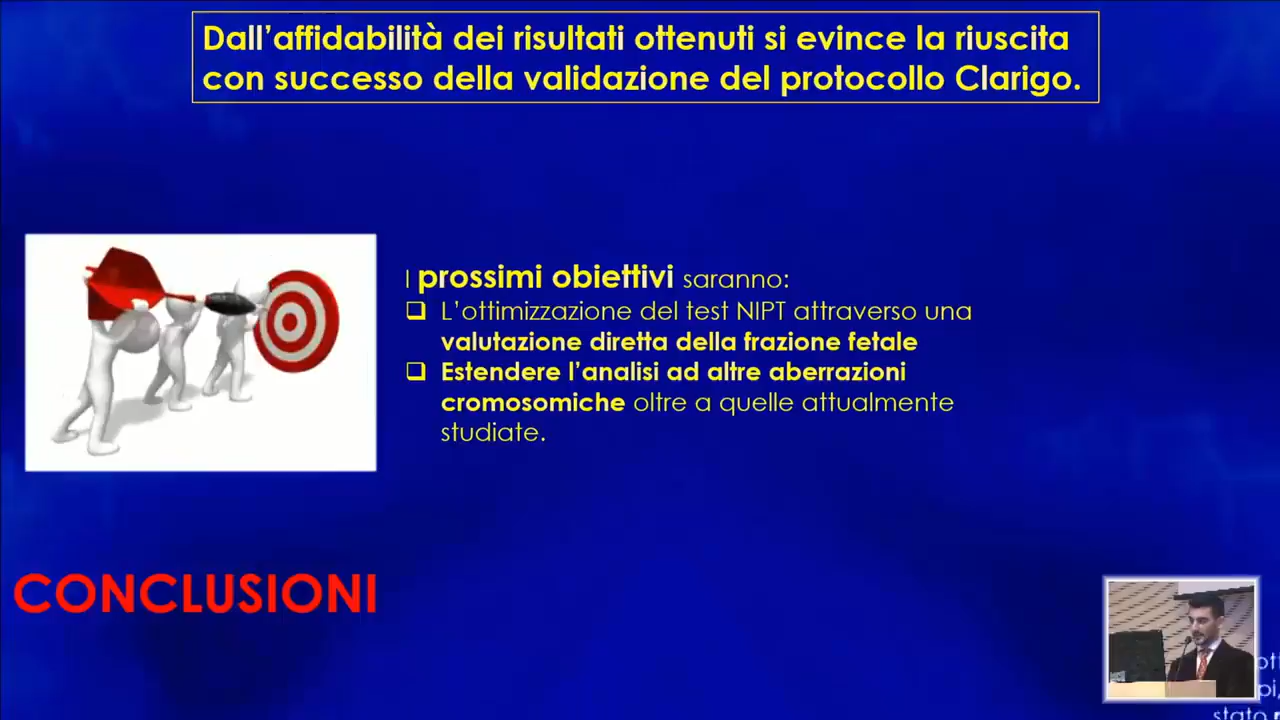 Dall’affidabilità dei risultati ottenuti si evince la riuscita
con successo della validazione del protocollo Clarigo.
I prossimi obiettivi saranno:
❑ L’ottimizzazione del test NIPT attraverso una
valutazione diretta della frazione fetale
❑ Estendere l’analisi ad altre aberrazioni
cromosomiche oltre a quelle attualmente
studiate.
CONCLUSIONI
stato